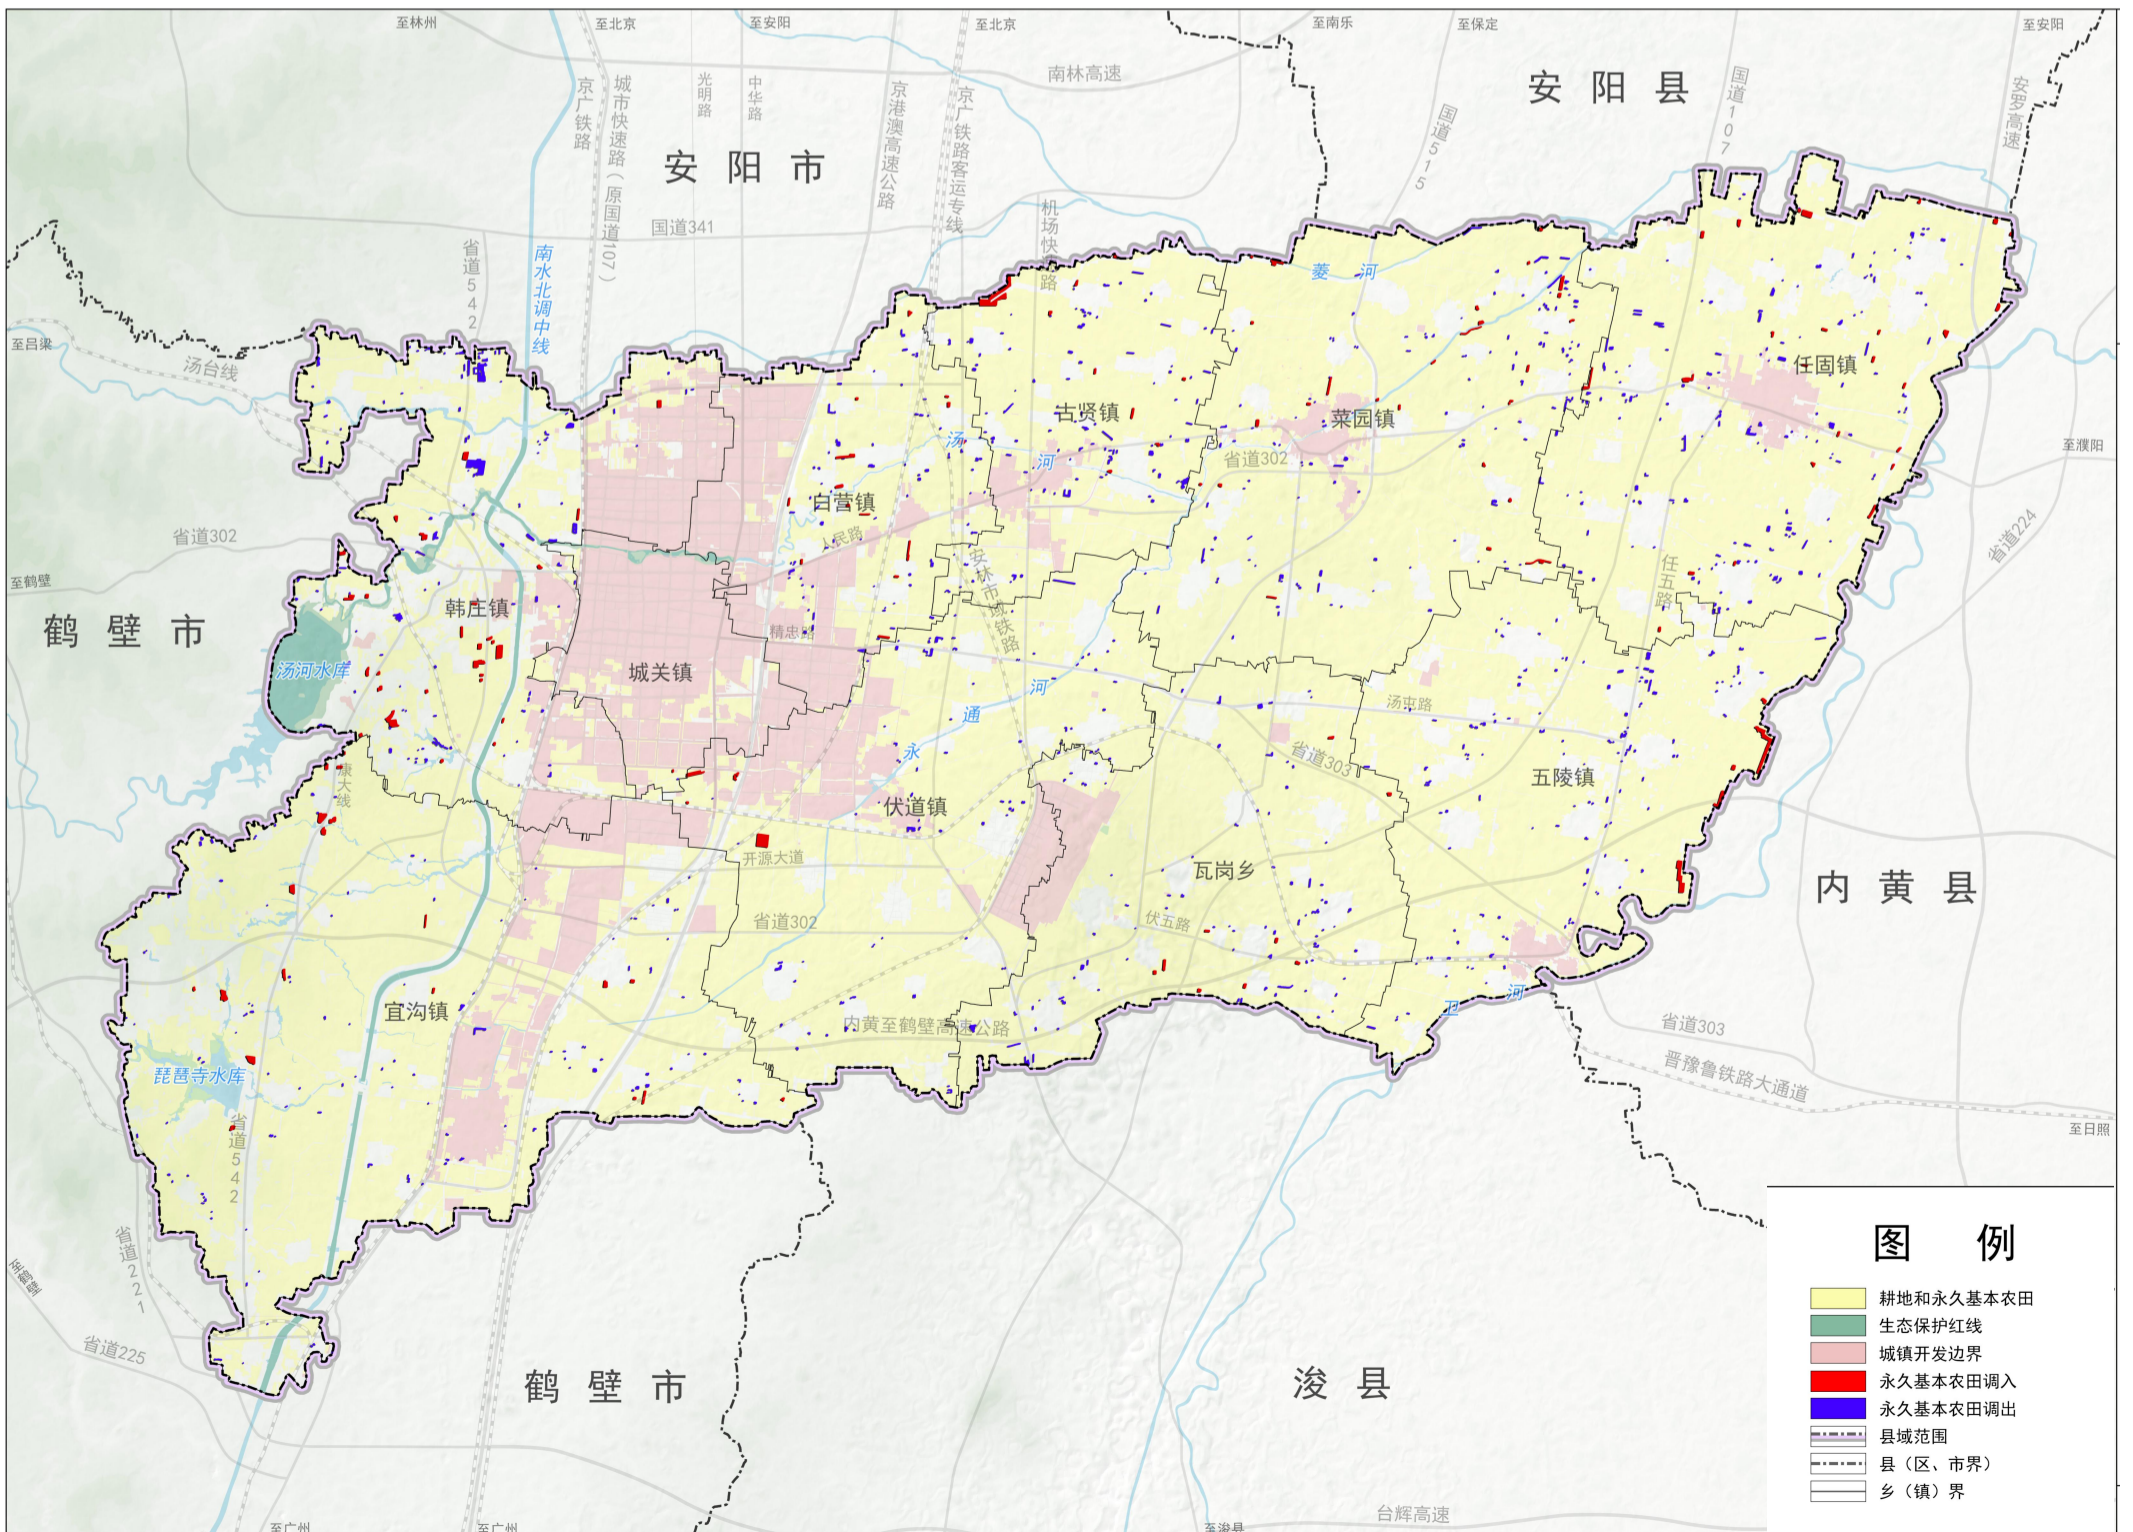 至林州
至北京
至安阳
至北京
至南乐
至保定
至安阳
南林高速
安阳县
国道107
安罗高速
国道515
京广铁路
城市快速路（原国道107）
光明路
中华路
京港澳高速公路
京广铁路客运专线
安阳市
机场快速路
国道341
省道542
南水北调中线
菱河
至吕梁
汤台线
任固镇
古贤镇
菜园镇
汤河
省道302
至濮阳
白营镇
人民路
省道302
省道224
安林市域铁路
任五路
至鹤壁
韩庄镇
鹤壁市
精忠路
汤河水库
城关镇
永通河
汤屯路
省道303
康大线
五陵镇
伏道镇
开源大道
瓦岗乡
内黄县
省道302
伏五路
宜沟镇
卫河
内黄至鹤壁高速公路
省道303
琵琶寺水库
晋豫鲁铁路大通道
省道542
至日照
省道221
至鹤壁
省道225
鹤壁市
浚县
台辉高速
至广州
至广州
至浚县
图例
耕地和永久基本农田
生态保护红线
城镇开发边界
永久基本农田调入
永久基本农田调出
县域范围
县（区、市界）
乡（镇）界